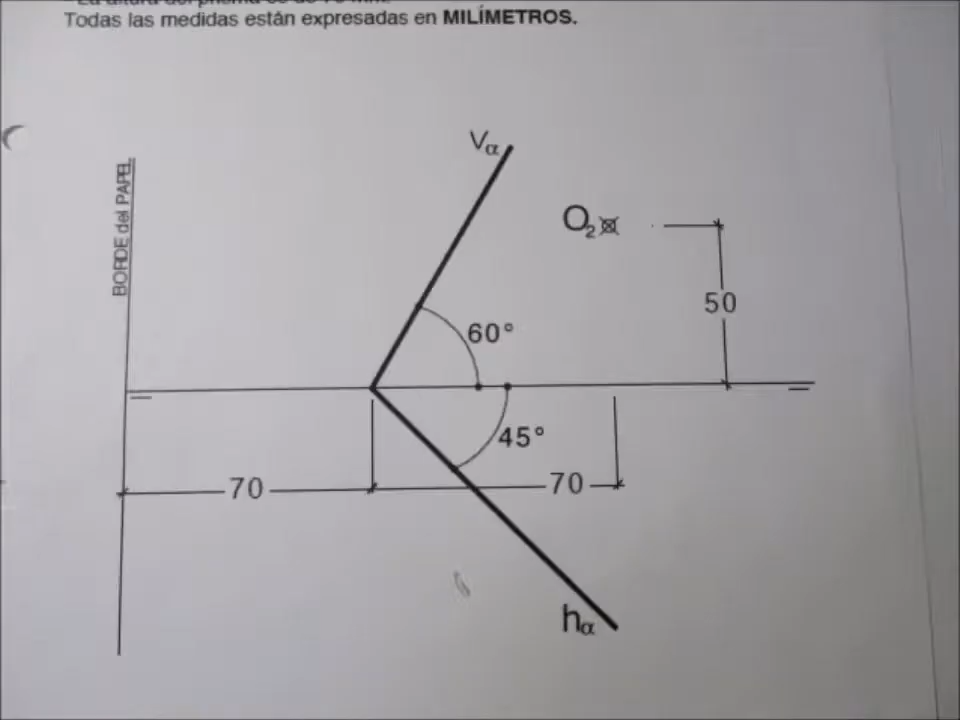 Todas las medidas están expresadas en MILÍMETROS.
Vα
BORDE del PAPEL
O₂
50
60°
45°
70
70
hα